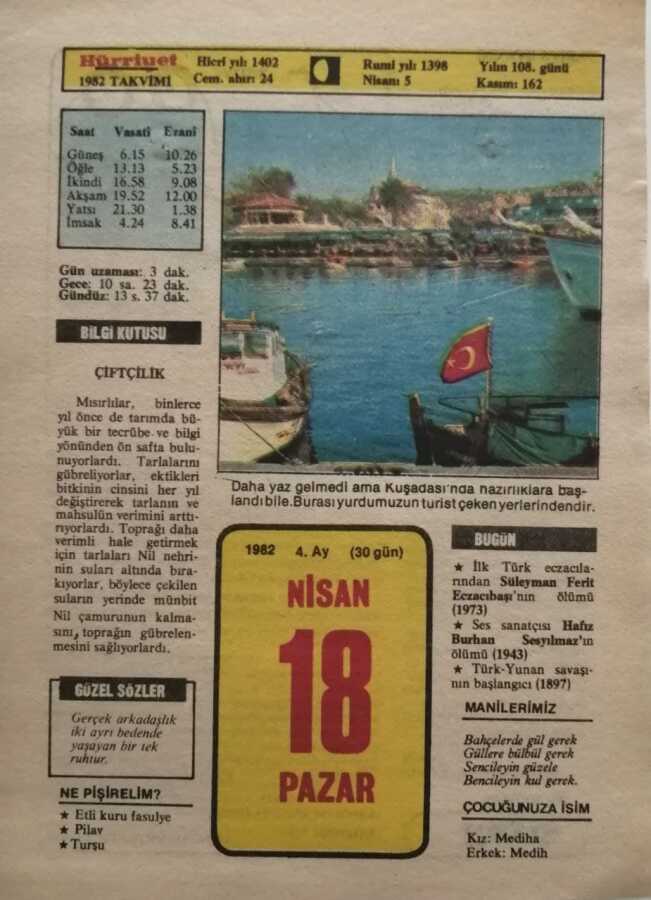 Hürriyet
1982 TAKVİMİ
Hicrî yılı: 1402
Cem. ahır: 24
Rumî yılı: 1398
Nisan: 5
Yılın 108. günü
Kasım: 162
Saat Vasatî Ezanî
Güneş 6.15 10.26
Öğle 13.13 5.23
İkindi 16.58 9.08
Akşam 19.52 12.00
Yatsı 21.30 1.38
İmsak 4.24 8.41
Gün uzaması: 3 dak.
Gece: 10 sa. 23 dak.
Gündüz: 13 s. 37 dak.
BİLGİ KUTUSU
ÇİFTÇİLİK
Mısırlılar, binlerce
yıl önce de tarımda bü-
yük bir tecrübe ve bilgi
yönünden ön safta bulu-
nuyorlardı. Tarlalarını
gübreliyorlar, ektikleri
bitkinin cinsini her yıl
değiştirerek tarlanın ve
mahsulün verimini arttı-
rıyorlardı. Toprağı daha
verimli hale getirmek
için tarlaları Nil nehri-
nin suları altında bıra-
kıyorlar, böylece çekilen
suların yerinde münbit
Nil çamurunun kalma-
sını, toprağın gübrelen-
mesini sağlıyorlardı.
GÜZEL SÖZLER
Gerçek arkadaşlık
iki ayrı bedende
yaşayan bir tek
ruhtur.
NE PİŞİRELİM?
★ Etli kuru fasulye
★ Pilav
★ Turşu
Daha yaz gelmedi ama Kuşadası'nda hazırlıklara baş-
landı bile. Burası yurdumuzun turist çeken yerlerindendir.
1982 4. Ay (30 gün)
NİSAN
18
PAZAR
BUGÜN
★ İlk Türk eczacıla-
rından Süleyman Ferit
Eczacıbaşı'nın ölümü
(1973)
★ Ses sanatçısı Hafız
Burhan Sesyılmaz'ın
ölümü (1943)
★ Türk-Yunan savaşı-
nın başlangıcı (1897)
MANİLERİMİZ
Bahçelerde gül gerek
Güllere bülbül gerek
Sencileyin güzele
Bencileyin kul gerek.
ÇOCUĞUNUZA İSİM
Kız: Mediha
Erkek: Medih